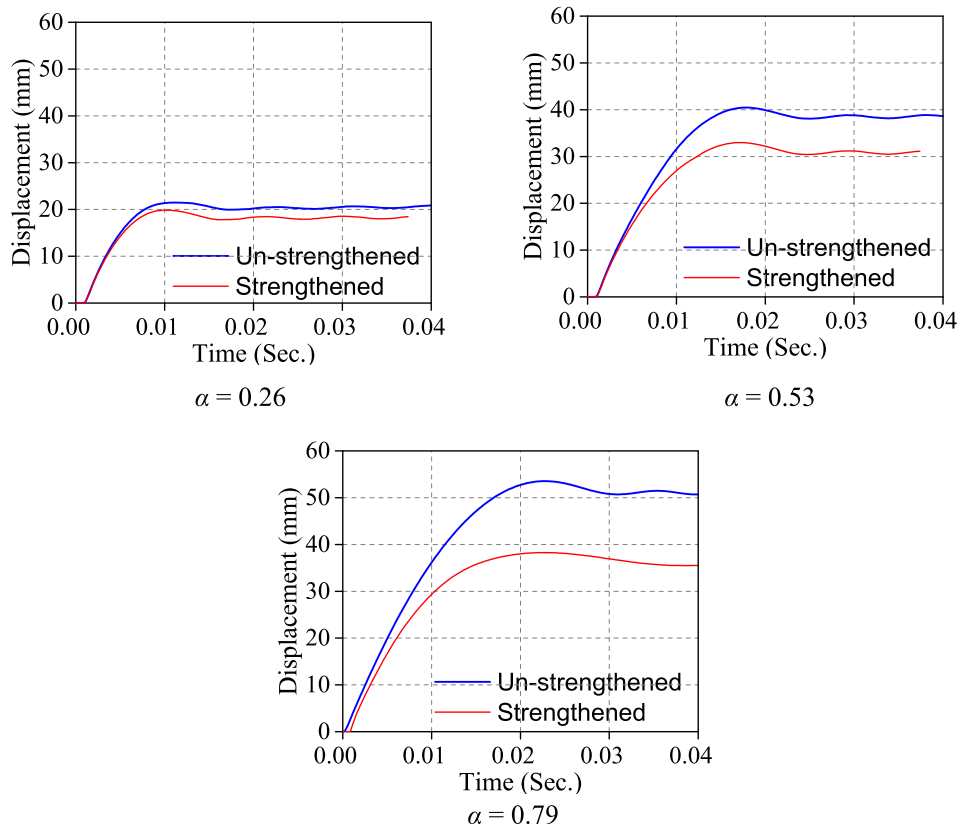 60
50
40
30
20
10
0
Displacement (mm)
Un-strengthened
Strengthened
0.00 0.01 0.02 0.03 0.04
Time (Sec.)
α = 0.26
60
50
40
30
20
10
0
Displacement (mm)
Un-strengthened
Strengthened
0.00 0.01 0.02 0.03 0.04
Time (Sec.)
α = 0.53
60
50
40
30
20
10
0
Displacement (mm)
Un-strengthened
Strengthened
0.00 0.01 0.02 0.03 0.04
Time (Sec.)
α = 0.79